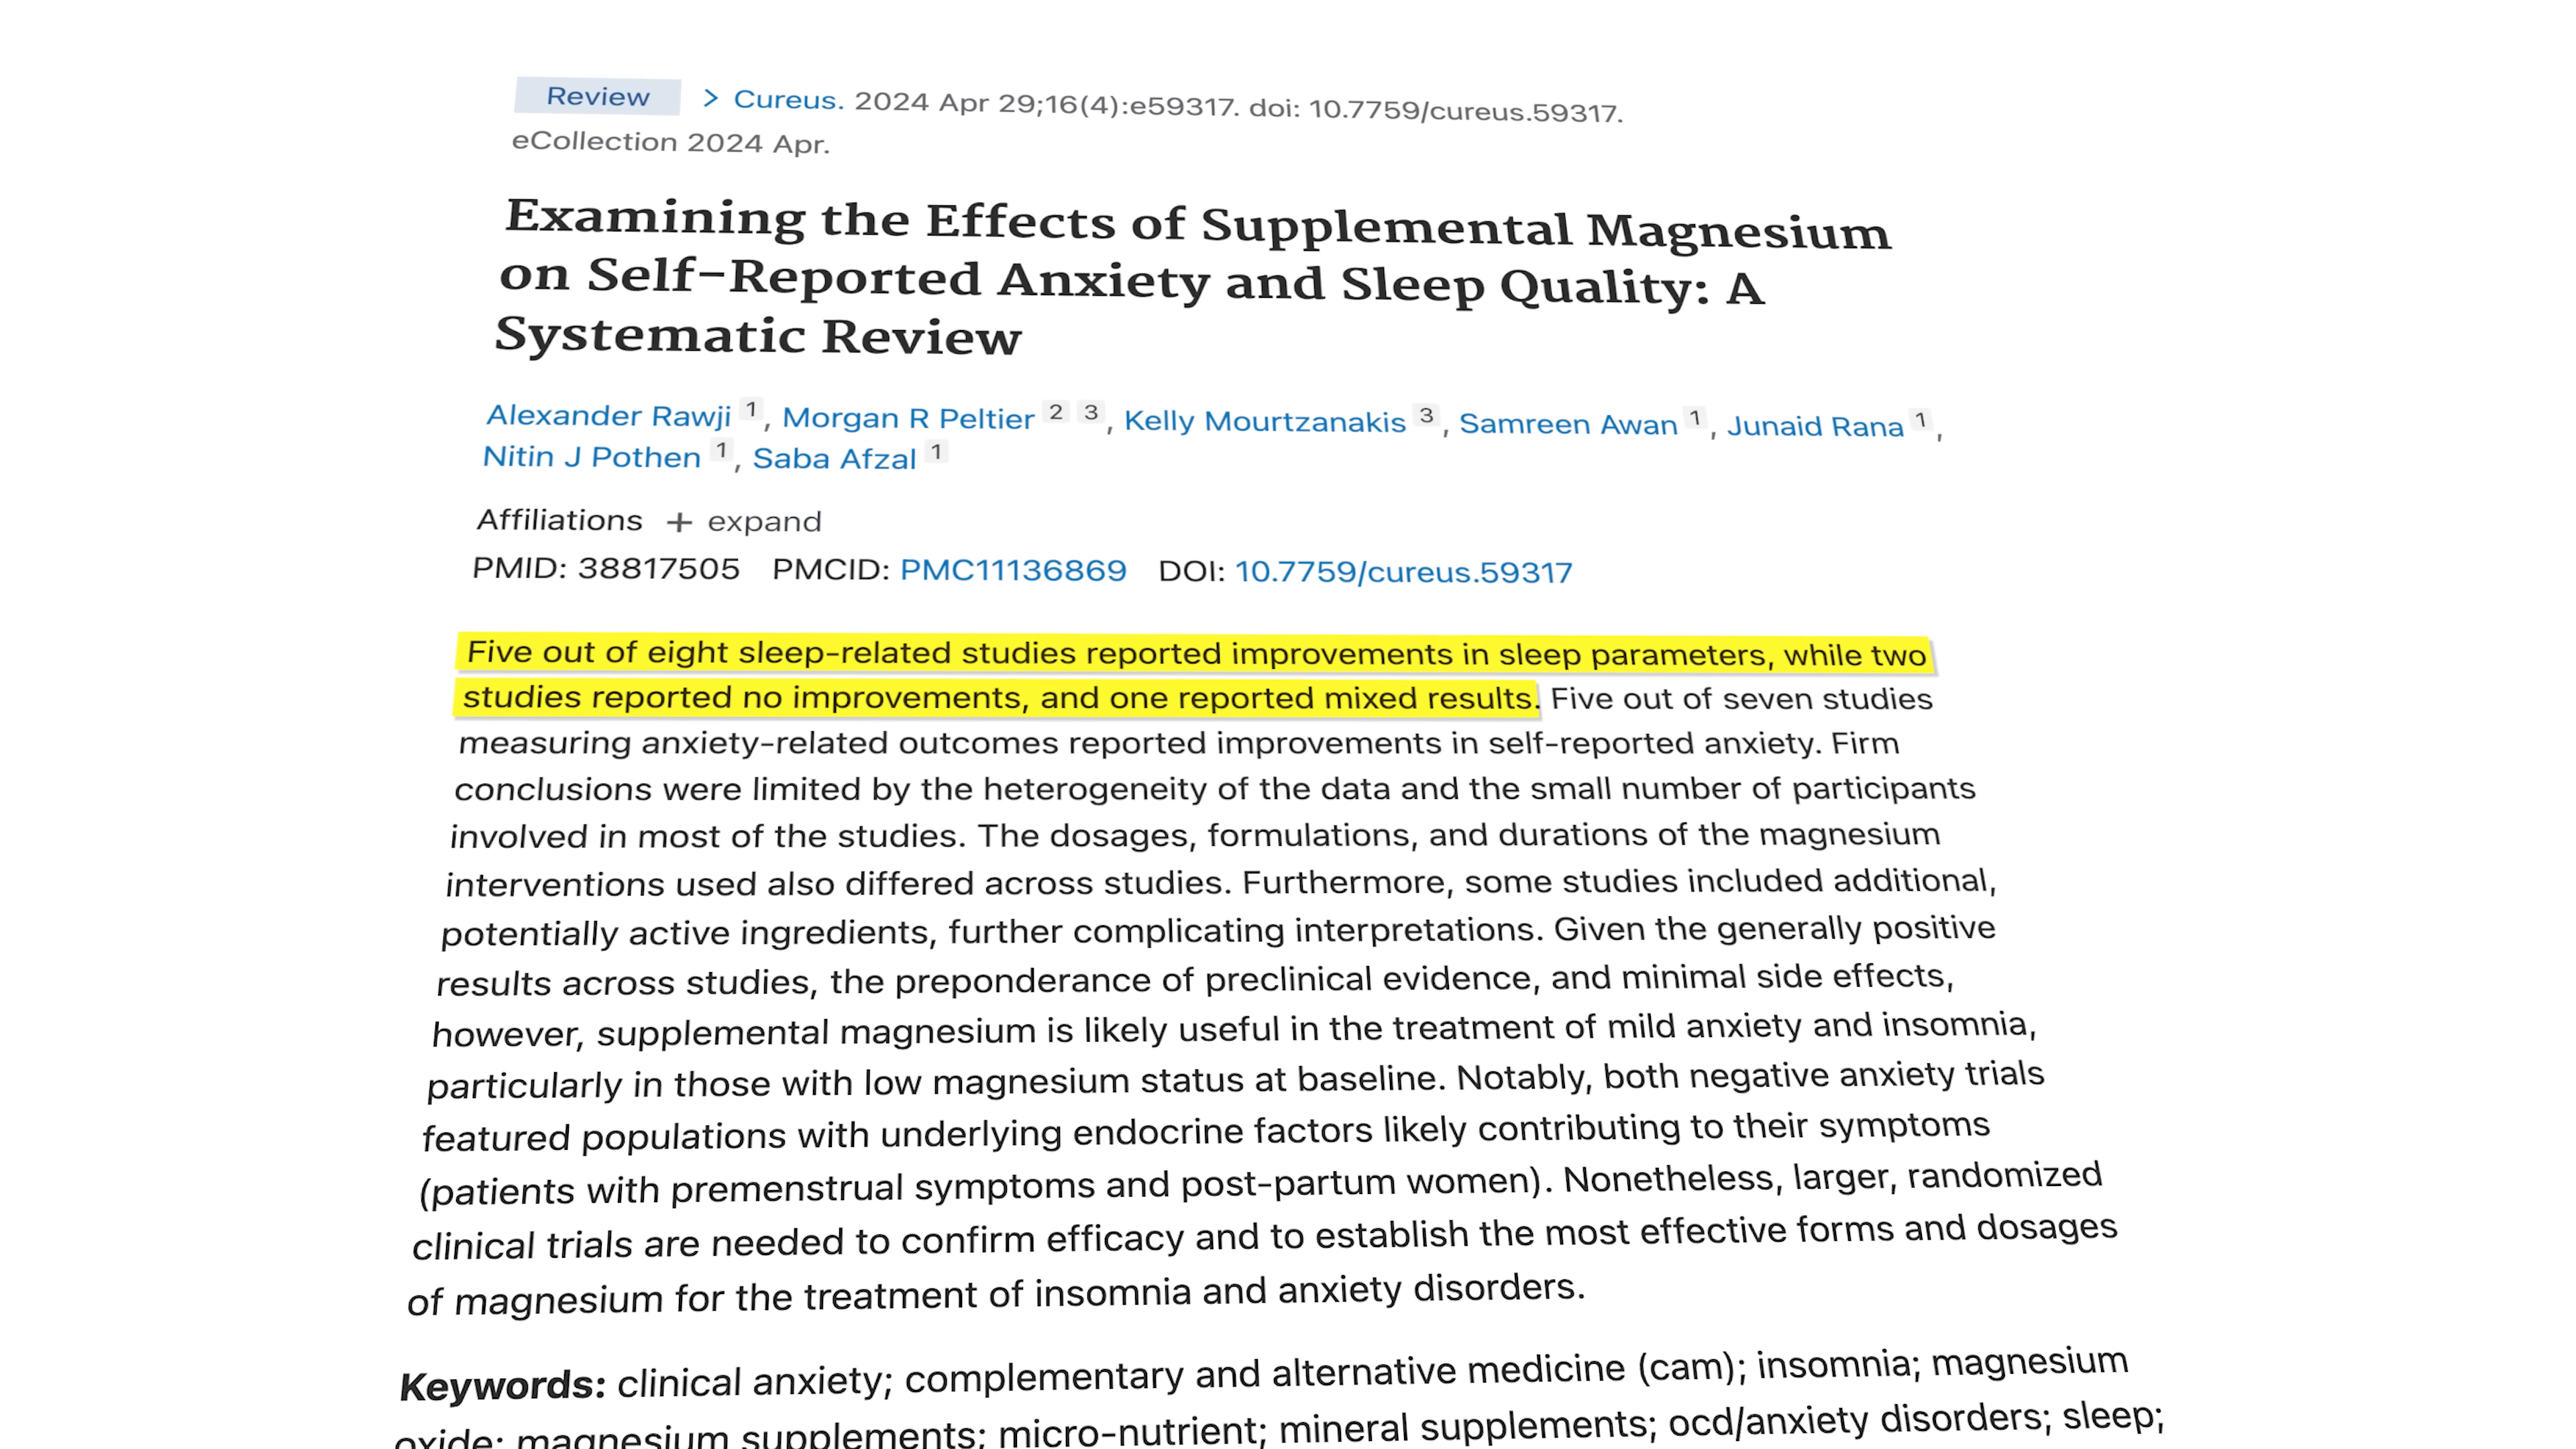 Review > Cureus. 2024 Apr 29;16(4):e59317. doi: 10.7759/cureus.59317.
eCollection 2024 Apr.
Examining the Effects of Supplemental Magnesium
on Self-Reported Anxiety and Sleep Quality: A
Systematic Review
Alexander Rawji 1, Morgan R Peltier 2 3, Kelly Mourtzanakis 3, Samreen Awan 1, Junaid Rana 1,
Nitin J Pothen 1, Saba Afzal 1
Affiliations + expand
PMID: 38817505 PMCID: PMC11136869 DOI: 10.7759/cureus.59317
Five out of eight sleep-related studies reported improvements in sleep parameters, while two
studies reported no improvements, and one reported mixed results. Five out of seven studies
measuring anxiety-related outcomes reported improvements in self-reported anxiety. Firm
conclusions were limited by the heterogeneity of the data and the small number of participants
involved in most of the studies. The dosages, formulations, and durations of the magnesium
interventions used also differed across studies. Furthermore, some studies included additional,
potentially active ingredients, further complicating interpretations. Given the generally positive
results across studies, the preponderance of preclinical evidence, and minimal side effects,
however, supplemental magnesium is likely useful in the treatment of mild anxiety and insomnia,
particularly in those with low magnesium status at baseline. Notably, both negative anxiety trials
featured populations with underlying endocrine factors likely contributing to their symptoms
(patients with premenstrual symptoms and post-partum women). Nonetheless, larger, randomized
clinical trials are needed to confirm efficacy and to establish the most effective forms and dosages
of magnesium for the treatment of insomnia and anxiety disorders.
Keywords: clinical anxiety; complementary and alternative medicine (cam); insomnia; magnesium
oxide; magnesium supplements; micro-nutrient; mineral supplements; ocd/anxiety disorders; sleep;